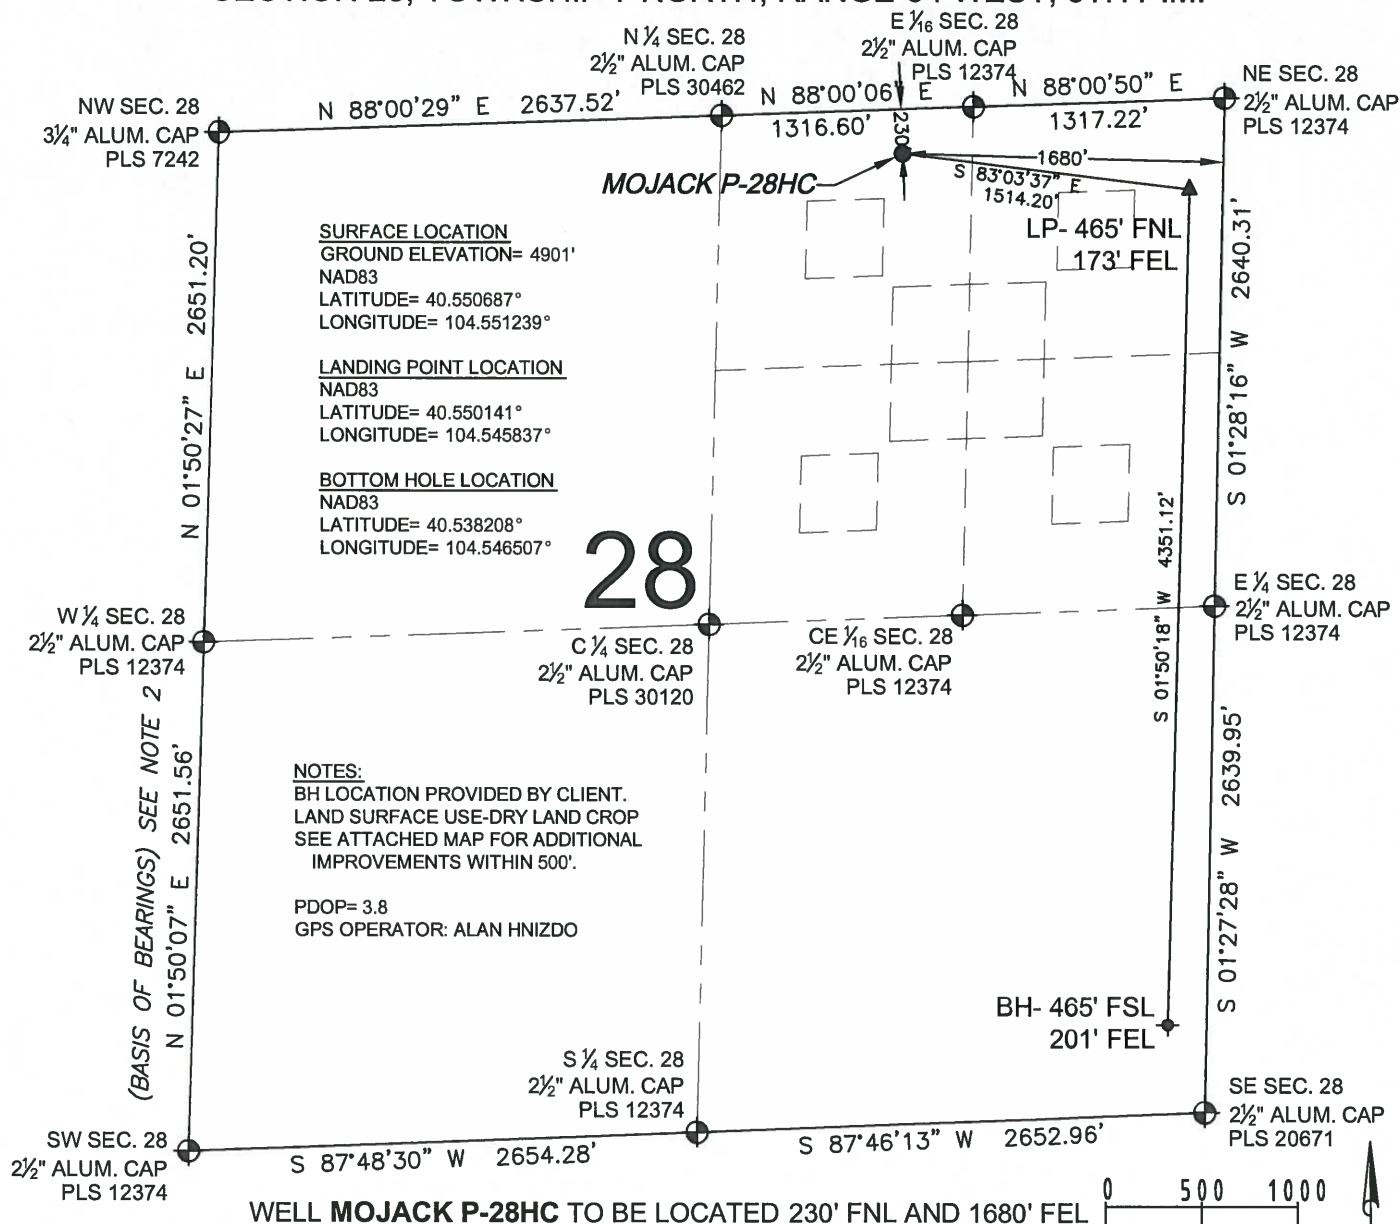 N ¼ SEC. 28
2½" ALUM. CAP
PLS 30462
E 1⁄16 SEC. 28
2½" ALUM. CAP
PLS 12374
NE SEC. 28
2½" ALUM. CAP
PLS 12374
NW SEC. 28
3¼" ALUM. CAP
PLS 7242
N 88°00'29" E 2637.52'
N 88°00'06" E
1316.60'
N 88°00'50" E
1317.22'
230'
1680'
MOJACK P-28HC
S 83°03'37" E
1514.20'
LP- 465' FNL
173' FEL
SURFACE LOCATION
GROUND ELEVATION= 4901'
NAD83
LATITUDE= 40.550687°
LONGITUDE= 104.551239°
LANDING POINT LOCATION
NAD83
LATITUDE= 40.550141°
LONGITUDE= 104.545837°
BOTTOM HOLE LOCATION
NAD83
LATITUDE= 40.538208°
LONGITUDE= 104.546507°
N 01°50'27" E 2651.20'
S 01°28'16" W 2640.31'
S 01°50'18" W 4351.12'
28
W ¼ SEC. 28
2½" ALUM. CAP
PLS 12374
C ¼ SEC. 28
2½" ALUM. CAP
PLS 30120
CE 1⁄16 SEC. 28
2½" ALUM. CAP
PLS 12374
E ¼ SEC. 28
2½" ALUM. CAP
PLS 12374
(BASIS OF BEARINGS) SEE NOTE 2
N 01°50'07" E 2651.56'
S 01°27'28" W 2639.95'
NOTES:
BH LOCATION PROVIDED BY CLIENT.
LAND SURFACE USE-DRY LAND CROP
SEE ATTACHED MAP FOR ADDITIONAL
IMPROVEMENTS WITHIN 500'.
PDOP= 3.8
GPS OPERATOR: ALAN HNIZDO
BH- 465' FSL
201' FEL
S ¼ SEC. 28
2½" ALUM. CAP
PLS 12374
SE SEC. 28
2½" ALUM. CAP
PLS 20671
SW SEC. 28
2½" ALUM. CAP
PLS 12374
S 87°48'30" W 2654.28'
S 87°46'13" W 2652.96'
WELL MOJACK P-28HC TO BE LOCATED 230' FNL AND 1680' FEL
0 500 1000